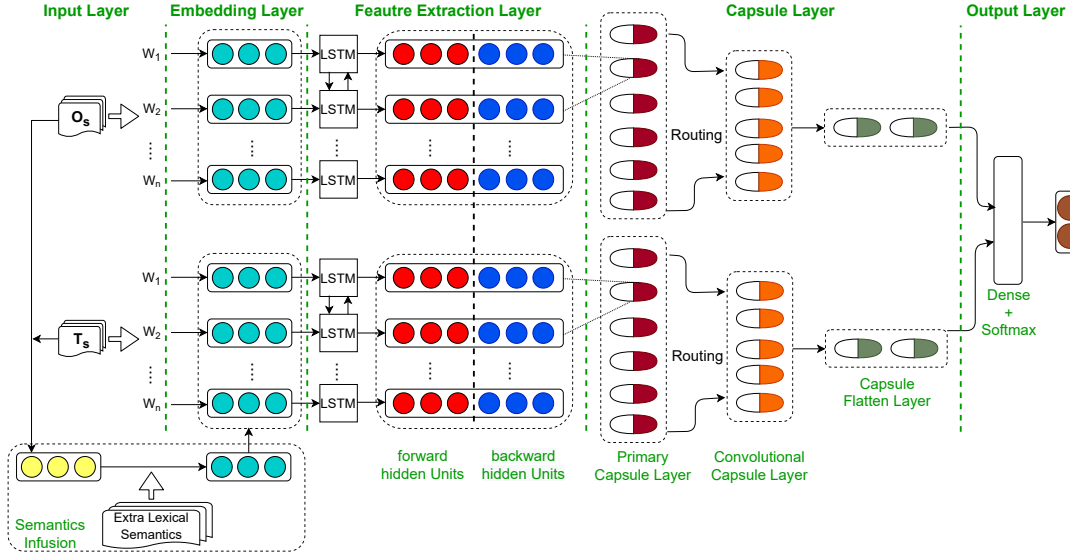 Input Layer
Embedding Layer
Feautre Extraction Layer
Capsule Layer
Output Layer
W1
W2
Wn
Os
LSTM
LSTM
LSTM
Routing
W1
W2
Wn
Ts
LSTM
LSTM
LSTM
Routing
Dense
+
Softmax
Capsule
Flatten Layer
forward
hidden Units
backward
hidden Units
Primary
Capsule Layer
Convolutional
Capsule Layer
Semantics
Infusion
Extra Lexical
Semantics